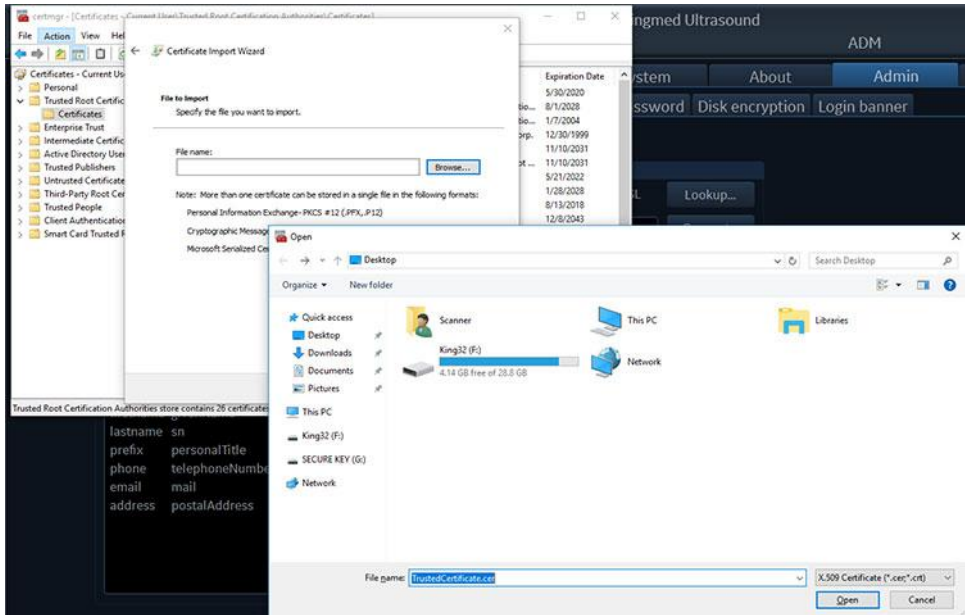 certmgr - [Certificates - Current User\Trusted Root Certification Authorities\Certificates]
File Action View Hel
Certificates - Current Us
Personal
Trusted Root Certific
Certificates
Enterprise Trust
Intermediate Certific
Active Directory User
Trusted Publishers
Untrusted Certificate
Third-Party Root Cer
Trusted People
Client Authentication
Smart Card Trusted R
Trusted Root Certification Authorities store contains 26 certificates
Expiration Date
5/30/2020
8/1/2028
1/7/2004
12/30/1999
11/10/2031
11/10/2031
5/21/2022
1/28/2028
8/13/2018
12/8/2043
tio...
tio...
orp.
ot ...
Certificate Import Wizard
File to Import
Specify the file you want to import.
File name:
Browse...
Note: More than one certificate can be stored in a single file in the following formats:
Personal Information Exchange- PKCS #12 (.PFX,.P12)
Cryptographic Messag
Microsoft Serialized Ce
ingmed Ultrasound
ADM
ystem About Admin
ssword Disk encryption Login banner
Lookup...
lastname sn
prefix personalTitle
phone telephoneNumbe
email mail
address postalAddress
Open
Desktop
Search Desktop
Organize New folder
Quick access
Desktop
Downloads
Documents
Pictures
This PC
King32 (F:)
SECURE KEY (G:)
Network
Scanner
This PC
Libraries
King32 (F:)
4.14 GB free of 28.8 GB
Network
File name: TrustedCertificate.cer
X.509 Certificate (*.cer;*.crt)
Open Cancel